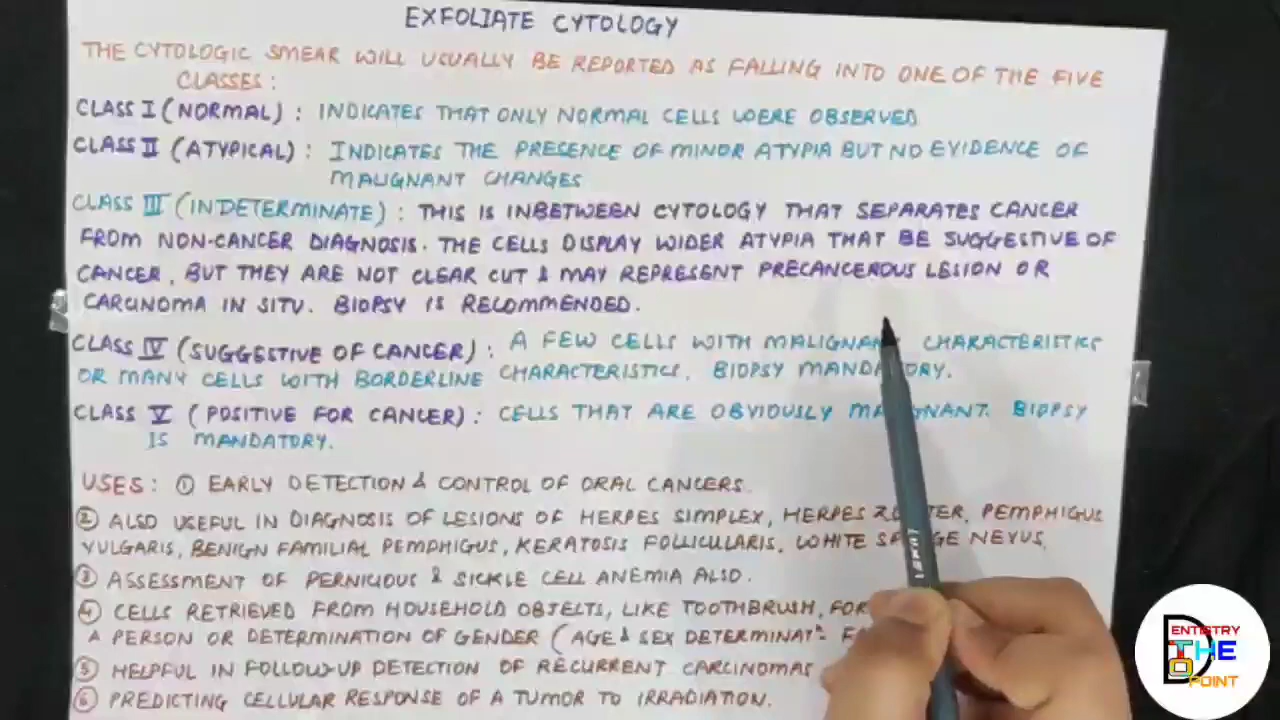 EXFOLIATE CYTOLOGY
THE CYTOLOGIC SMEAR WILL USUALLY BE REPORTED AS FALLING INTO ONE OF THE FIVE
CLASSES:
CLASS I (NORMAL) : INDICATES THAT ONLY NORMAL CELLS WERE OBSERVED
CLASS II (ATYPICAL) : INDICATES THE PRESENCE OF MINOR ATYPIA BUT NO EVIDENCE OF
MALIGNANT CHANGES
CLASS III (INDETERMINATE) : THIS IS INBETWEEN CYTOLOGY THAT SEPARATES CANCER
FROM NON-CANCER DIAGNOSIS. THE CELLS DISPLAY WIDER ATYPIA THAT BE SUGGESTIVE OF
CANCER, BUT THEY ARE NOT CLEAR CUT & MAY REPRESENT PRECANCEROUS LESION OR
CARCINOMA IN SITU. BIOPSY IS RECOMMENDED.
CLASS IV (SUGGESTIVE OF CANCER) : A FEW CELLS WITH MALIGNANT CHARACTERISTICS
OR MANY CELLS WITH BORDERLINE CHARACTERISTICS. BIOPSY MANDATORY.
CLASS V (POSITIVE FOR CANCER) : CELLS THAT ARE OBVIOUSLY MALIGNANT. BIOPSY
IS MANDATORY.
USES: ① EARLY DETECTION & CONTROL OF ORAL CANCERS.
② ALSO USEFUL IN DIAGNOSIS OF LESIONS OF HERPES SIMPLEX, HERPES ZOSTER, PEMPHIGUS
VULGARIS, BENIGN FAMILIAL PEMPHIGUS, KERATOSIS FOLLICULARIS, WHITE SPONGE NEVUS,
③ ASSESSMENT OF PERNICIOUS & SICKLE CELL ANEMIA ALSO.
④ CELLS RETRIEVED FROM HOUSEHOLD OBJECTS, LIKE TOOTHBRUSH, FOR
A PERSON OR DETERMINATION OF GENDER (AGE & SEX DETERMINATⁿ
⑤ HELPFUL IN FOLLOW-UP DETECTION OF RECURRENT CARCINOMAS
⑥ PREDICTING CELLULAR RESPONSE OF A TUMOR TO IRRADIATION.
DENTISTRY
THE
TO
POINT